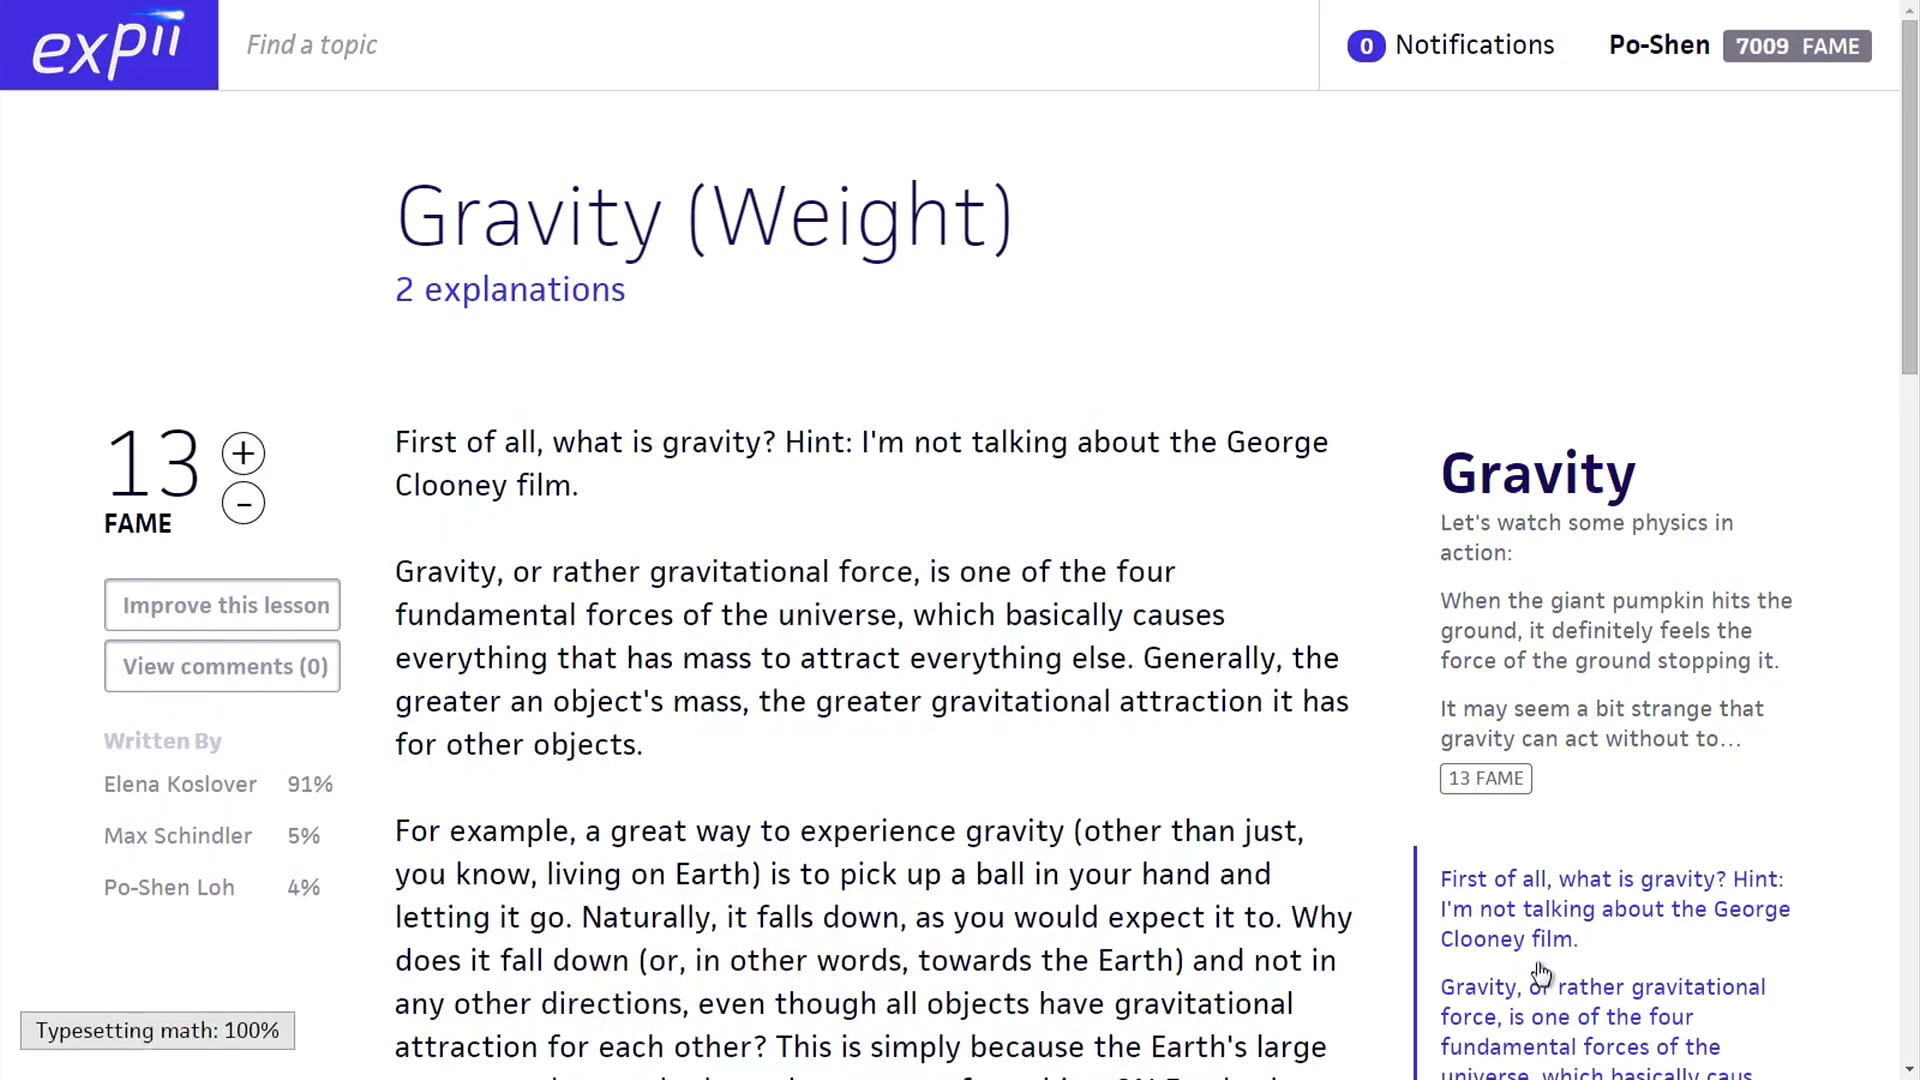 expii
Find a topic
0 Notifications
Po-Shen 7009 FAME
Gravity (Weight)
2 explanations
13
+
-
FAME
Improve this lesson
View comments (0)
Written By
Elena Koslover 91%
Max Schindler 5%
Po-Shen Loh 4%
First of all, what is gravity? Hint: I'm not talking about the George
Clooney film.
Gravity, or rather gravitational force, is one of the four
fundamental forces of the universe, which basically causes
everything that has mass to attract everything else. Generally, the
greater an object's mass, the greater gravitational attraction it has
for other objects.
For example, a great way to experience gravity (other than just,
you know, living on Earth) is to pick up a ball in your hand and
letting it go. Naturally, it falls down, as you would expect it to. Why
does it fall down (or, in other words, towards the Earth) and not in
any other directions, even though all objects have gravitational
attraction for each other? This is simply because the Earth's large
Gravity
Let's watch some physics in
action:
When the giant pumpkin hits the
ground, it definitely feels the
force of the ground stopping it.
It may seem a bit strange that
gravity can act without to...
13 FAME
First of all, what is gravity? Hint:
I'm not talking about the George
Clooney film.
Gravity, or rather gravitational
force, is one of the four
fundamental forces of the
universe, which basically caus
Typesetting math: 100%